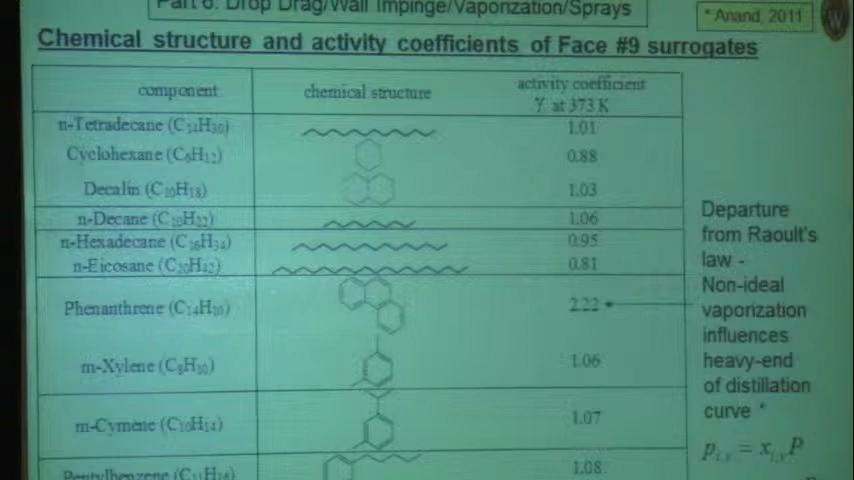 Part 6: Drop Drag/Wall Impinge/Vaporization/Sprays
* Anand, 2011
Chemical structure and activity coefficients of Face #9 surrogates
component chemical structure activity coefficient
γ at 373 K
n-Tetradecane (C₁₄H₃₀) 1.01
Cyclohexane (C₆H₁₂) 0.88
Decalin (C₁₀H₁₈) 1.03
n-Decane (C₁₀H₂₂) 1.06
n-Hexadecane (C₁₆H₃₄) 0.95
n-Eicosane (C₂₀H₄₂) 0.81
Phenanthrene (C₁₄H₁₀) 2.22
m-Xylene (C₈H₁₀) 1.06
m-Cymene (C₁₀H₁₄) 1.07
Pentylbenzene (C₁₁H₁₆) 1.08
Departure
from Raoult's
law -
Non-ideal
vaporization
influences
heavy-end
of distillation
curve *